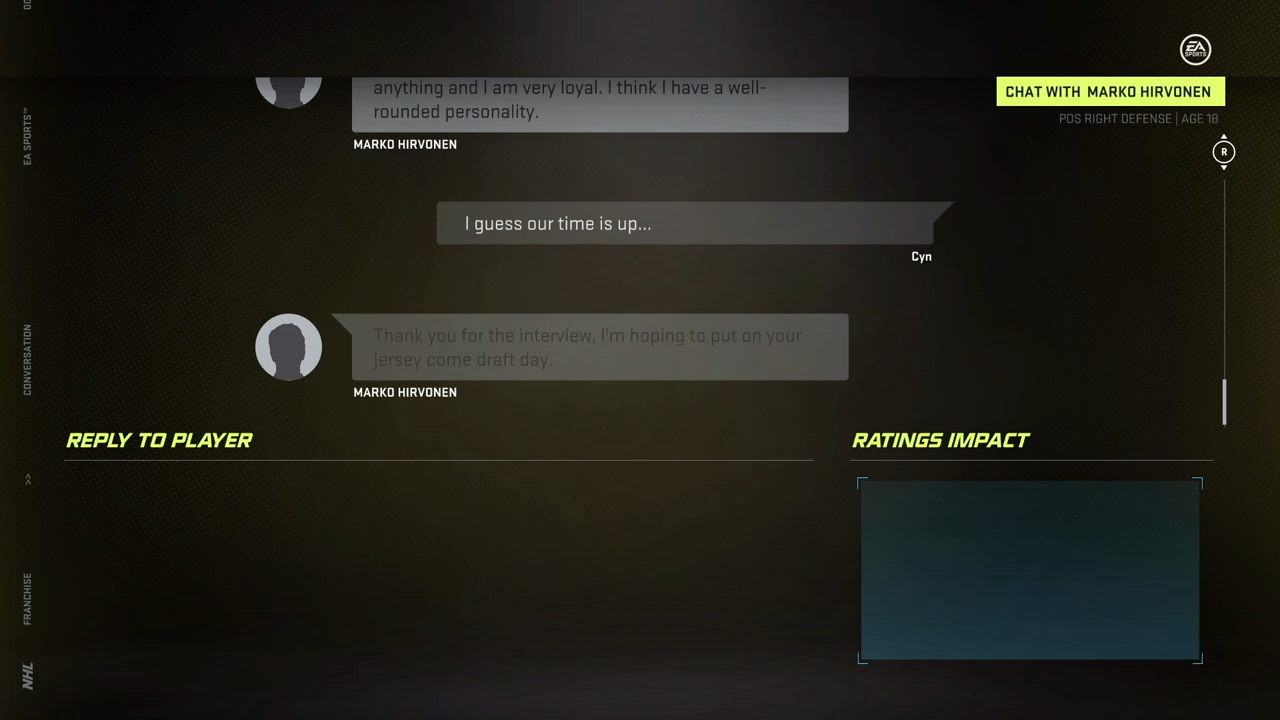 EA SPORTS
anything and I am very loyal. I think I have a well-
rounded personality.
MARKO HIRVONEN
CHAT WITH MARKO HIRVONEN
POS RIGHT DEFENSE | AGE 18
R
I guess our time is up...
Cyn
Thank you for the interview, I'm hoping to put on your
jersey come draft day.
MARKO HIRVONEN
REPLY TO PLAYER
RATINGS IMPACT
NHL
FRANCHISE
>>
CONVERSATION
EA SPORTS™